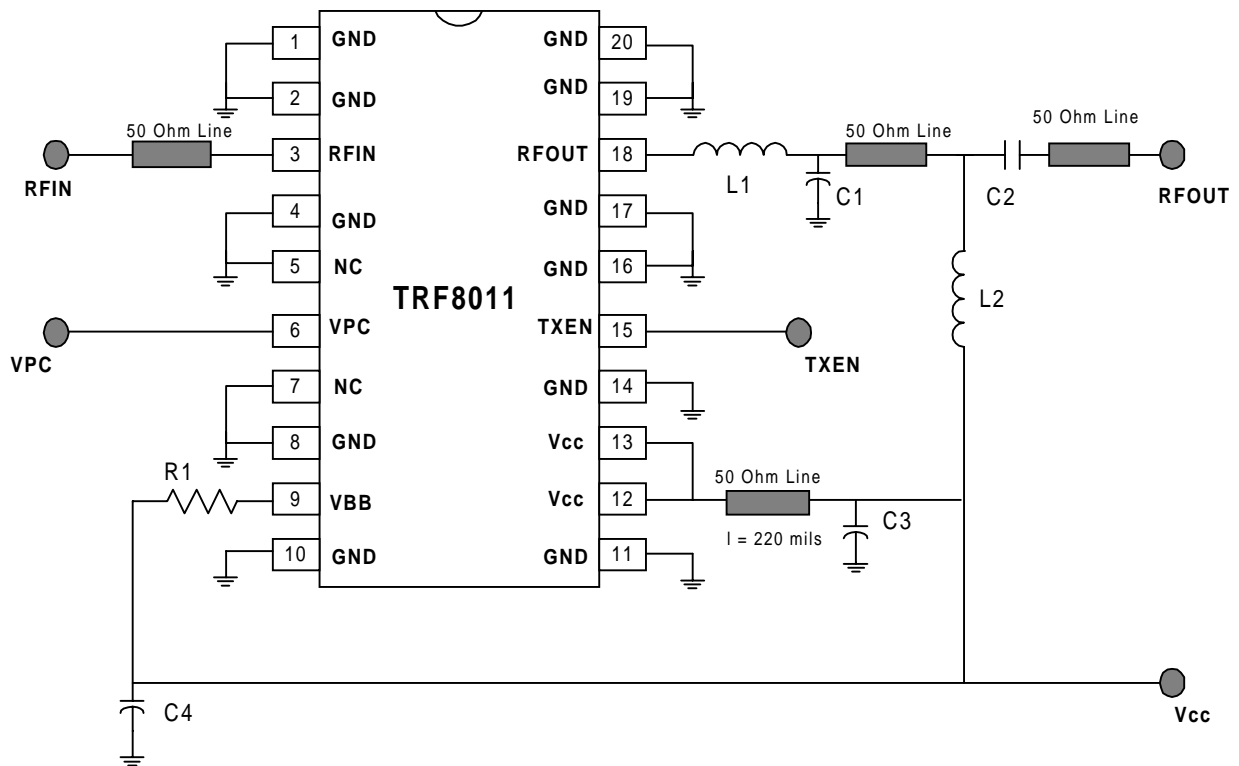 1 GND GND 20
2 GND GND 19
50 Ohm Line 50 Ohm Line 50 Ohm Line
3 RFIN RFOUT 18
RFIN L1 C1 C2 RFOUT
4 GND GND 17
5 NC GND 16
L2
TRF8011
6 VPC TXEN 15
VPC TXEN
7 NC GND 14
8 GND Vcc 13
R1 50 Ohm Line
9 VBB Vcc 12
C3
l = 220 mils
10 GND GND 11
C4 Vcc